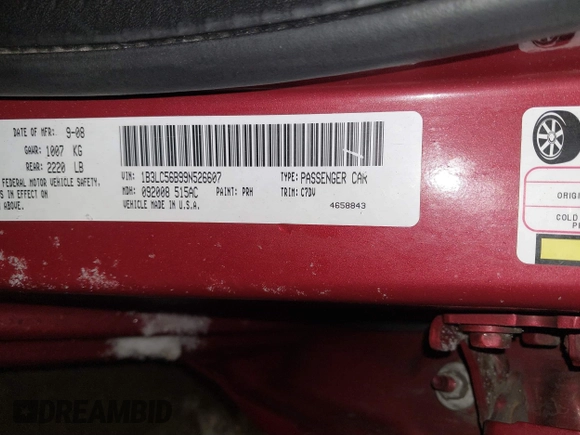 DATE OF MFR: 9-08
GAWR: 1007 KG
REAR: 2220 LB
FEDERAL MOTOR VEHICLE SAFETY.
S IN EFFECT ON
ABOVE.
VIN: 1B3LC56B99N526607
TYPE: PASSENGER CAR
MDH: 092008 515AC
PAINT: PRH
TRIM: C7DV
VEHICLE MADE IN U.S.A.
4658843
ORIGI
COLD
P
DREAMBID